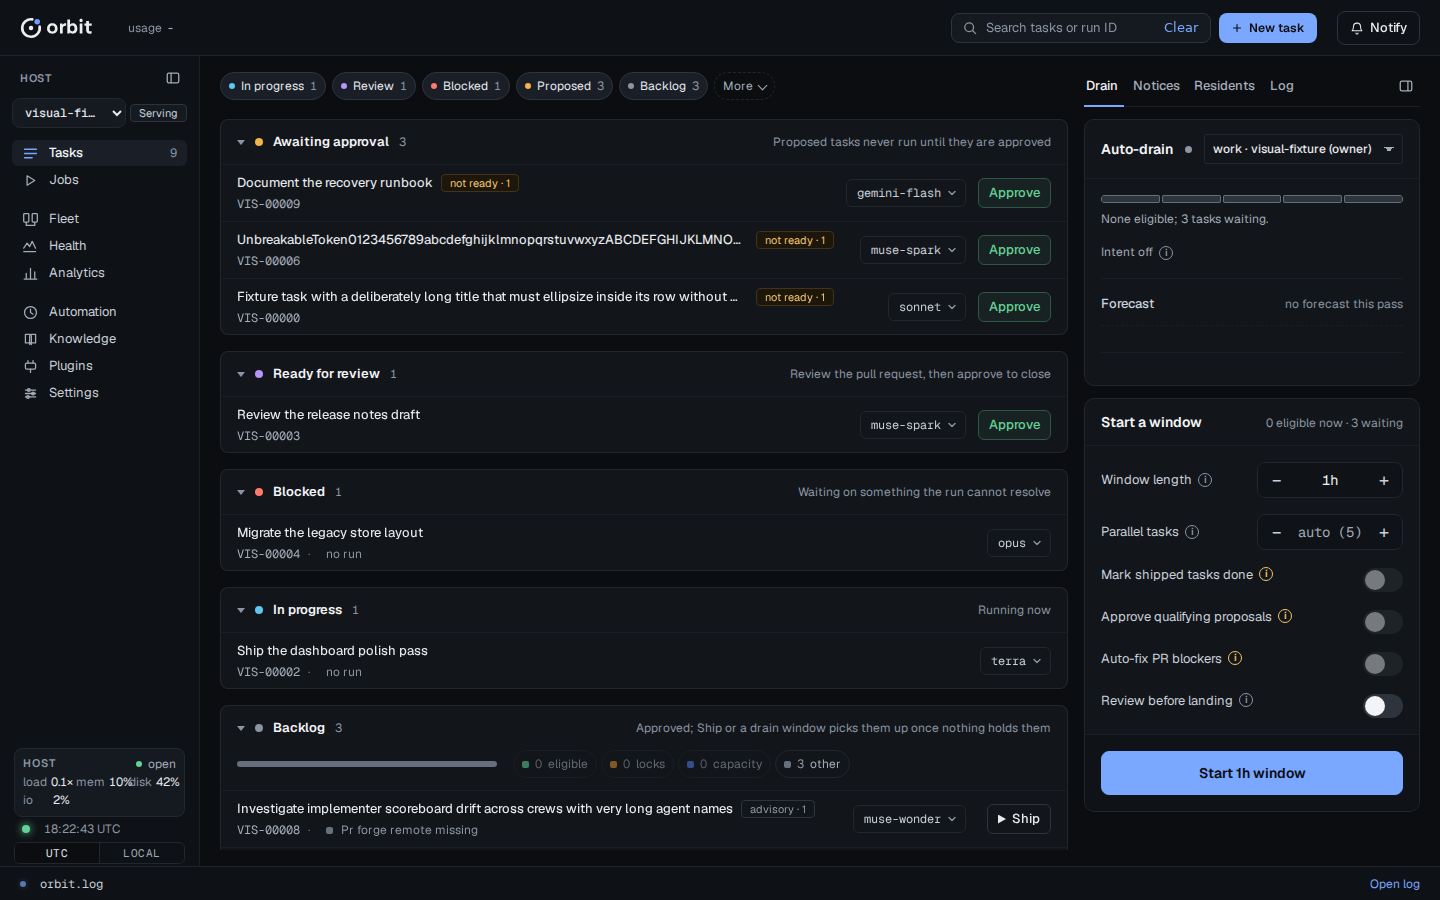 orbit
usage -
Search tasks or run ID
Clear
+ New task
Notify
HOST
visual-fi…
Serving
Tasks 9
Jobs
Fleet
Health
Analytics
Automation
Knowledge
Plugins
Settings
HOST open
load 0.1× mem 10% disk 42%
io 2%
18:22:43 UTC
UTC LOCAL
In progress 1
Review 1
Blocked 1
Proposed 3
Backlog 3
More
Awaiting approval 3
Proposed tasks never run until they are approved
Document the recovery runbook not ready · 1
VIS-00009
gemini-flash
Approve
UnbreakableToken0123456789abcdefghijklmnopqrstuvwxyzABCDEFGHIJKLMNO… not ready · 1
VIS-00006
muse-spark
Approve
Fixture task with a deliberately long title that must ellipsize inside its row without … not ready · 1
VIS-00000
sonnet
Approve
Ready for review 1
Review the pull request, then approve to close
Review the release notes draft
VIS-00003
muse-spark
Approve
Blocked 1
Waiting on something the run cannot resolve
Migrate the legacy store layout
VIS-00004 · no run
opus
In progress 1
Running now
Ship the dashboard polish pass
VIS-00002 · no run
terra
Backlog 3
Approved; Ship or a drain window picks them up once nothing holds them
0 eligible
0 locks
0 capacity
3 other
Investigate implementer scoreboard drift across crews with very long agent names advisory · 1
VIS-00008 · Pr forge remote missing
muse-wonder
Ship
Drain Notices Residents Log
Auto-drain
work · visual-fixture (owner)
None eligible; 3 tasks waiting.
Intent off
Forecast no forecast this pass
Start a window 0 eligible now · 3 waiting
Window length − 1h +
Parallel tasks − auto (5) +
Mark shipped tasks done
Approve qualifying proposals
Auto-fix PR blockers
Review before landing
Start 1h window
orbit.log
Open log